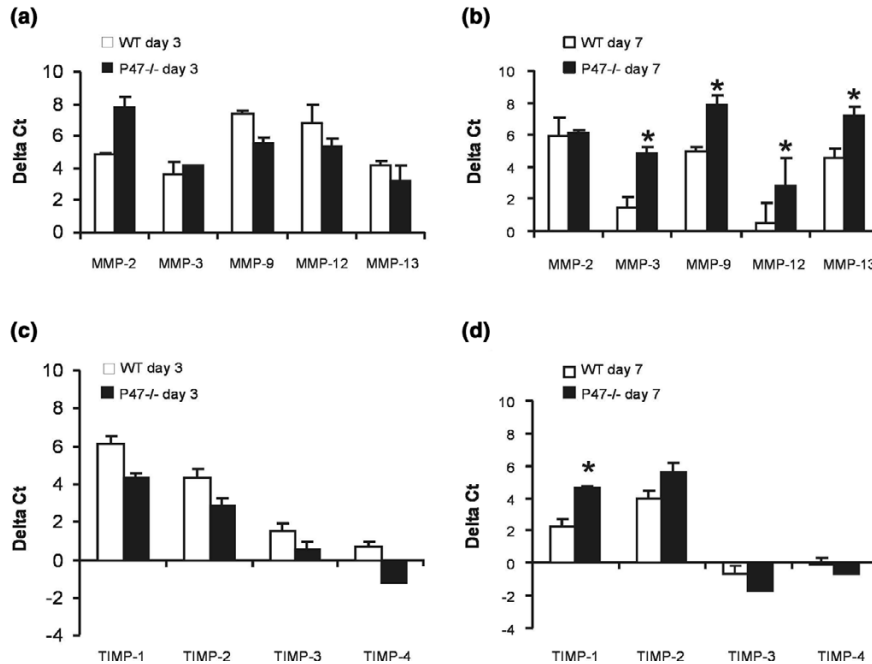 (a)
WT day 3
P47-/- day 3
Delta Ct
10
8
6
4
2
0
MMP-2 MMP-3 MMP-9 MMP-12 MMP-13
(b)
WT day 7
P47-/- day 7
Delta Ct
10
8
6
4
2
0
* * * *
MMP-2 MMP-3 MMP-9 MMP-12 MMP-13
(c)
WT day 3
P47-/- day 3
Delta Ct
10
8
6
4
2
0
-2
-4
TIMP-1 TIMP-2 TIMP-3 TIMP-4
(d)
WT day 7
P47-/- day 7
Delta Ct
10
8
6
4
2
0
-2
-4
*
TIMP-1 TIMP-2 TIMP-3 TIMP-4